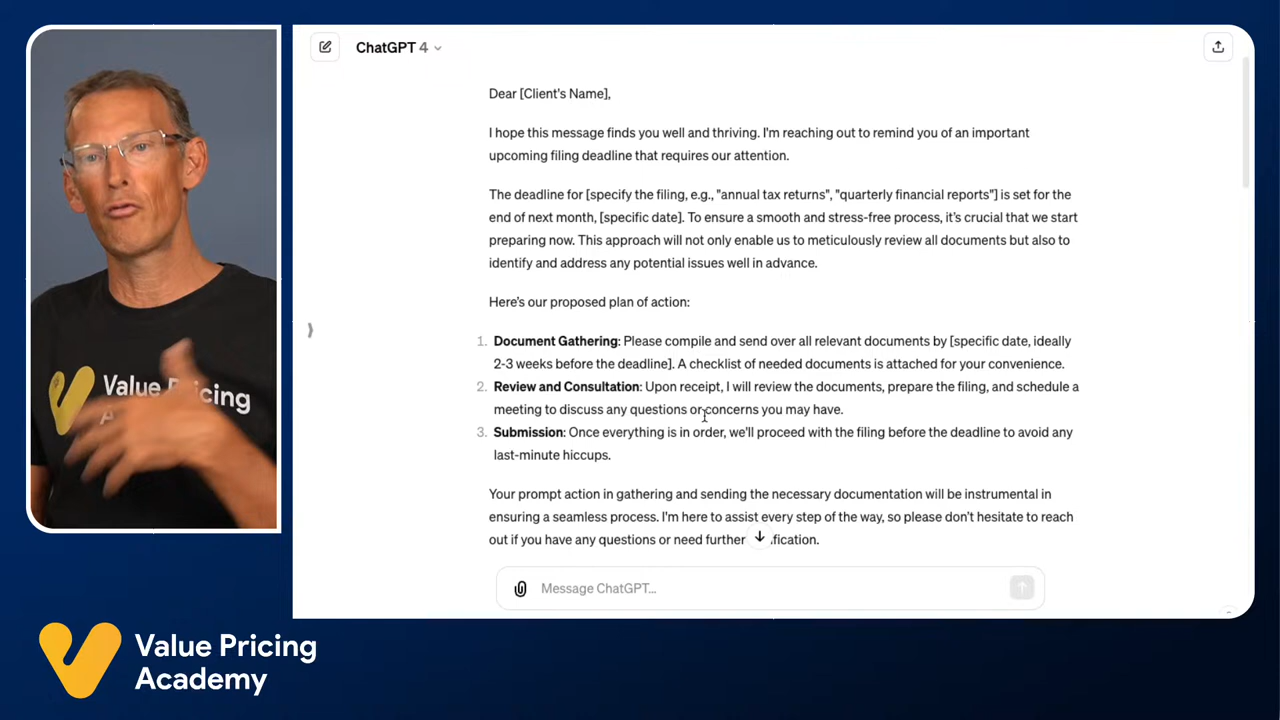 ChatGPT 4
Dear [Client's Name],
I hope this message finds you well and thriving. I'm reaching out to remind you of an important
upcoming filing deadline that requires our attention.
The deadline for [specify the filing, e.g., "annual tax returns", "quarterly financial reports"] is set for the
end of next month, [specific date]. To ensure a smooth and stress-free process, it's crucial that we start
preparing now. This approach will not only enable us to meticulously review all documents but also to
identify and address any potential issues well in advance.
Here's our proposed plan of action:
1. Document Gathering: Please compile and send over all relevant documents by [specific date, ideally
2-3 weeks before the deadline]. A checklist of needed documents is attached for your convenience.
2. Review and Consultation: Upon receipt, I will review the documents, prepare the filing, and schedule a
meeting to discuss any questions or concerns you may have.
3. Submission: Once everything is in order, we'll proceed with the filing before the deadline to avoid any
last-minute hiccups.
Your prompt action in gathering and sending the necessary documentation will be instrumental in
ensuring a seamless process. I'm here to assist every step of the way, so please don't hesitate to reach
out if you have any questions or need further
Message ChatGPT...
Value Pricing
Value Pricing
Academy